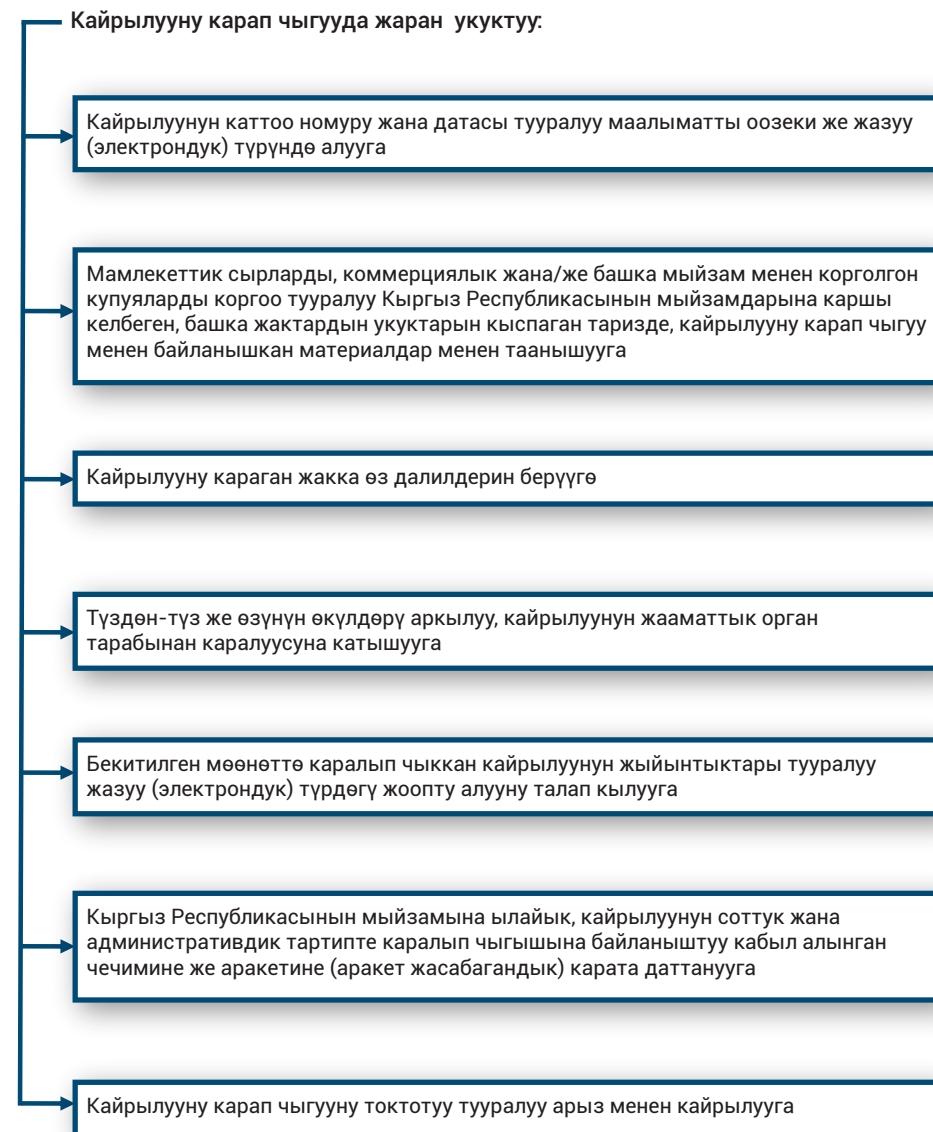 Кайрылууну карап чыгууда жаран укуктуу:
Кайрылуунун каттоо номуру жана датасы тууралуу маалыматты оозеки же жазуу
(электрондук) түрүндө алууга
Мамлекеттик сырларды, коммерциялык жана/же башка мыйзам менен корголгон
купуяларды коргоо тууралуу Кыргыз Республикасынын мыйзамдарына каршы
келбеген, башка жактардын укуктарын кыспаган таризде, кайрылууну карап чыгуу
менен байланышкан материалдар менен таанышууга
Кайрылууну караган жакка өз далилдерин берүүгө
Түздөн-түз же өзүнүн өкүлдөрү аркылуу, кайрылуунун жааматтык орган
тарабынан каралуусуна катышууга
Бекитилген мөөнөттө каралып чыккан кайрылуунун жыйынтыктары тууралуу
жазуу (электрондук) түрдөгү жоопту алууну талап кылууга
Кыргыз Республикасынын мыйзамына ылайык, кайрылуунун соттук жана
административдик тартипте каралып чыгышына байланыштуу кабыл алынган
чечимине же аракетине (аракет жасабагандык) карата даттанууга
Кайрылууну карап чыгууну токтотуу тууралуу арыз менен кайрылууга